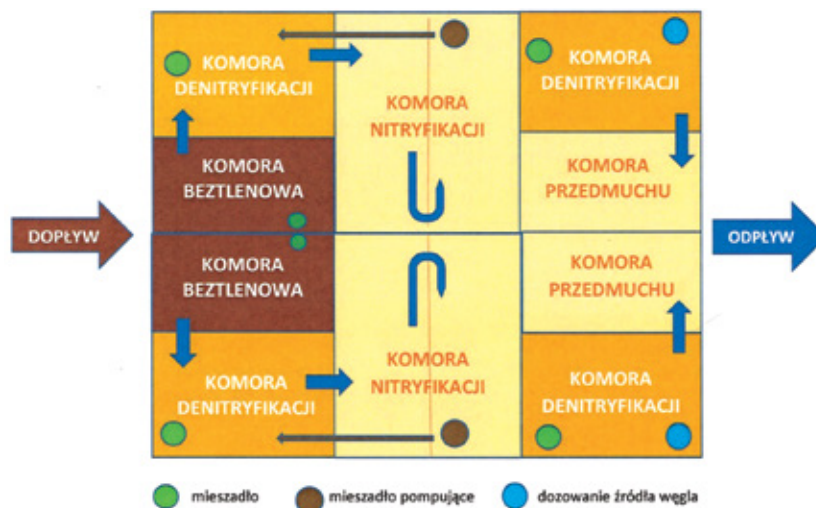 KOMORA
DENITRYFIKACJI
KOMORA
NITRYFIKACJI
KOMORA
DENITRYFIKACJI
KOMORA
BEZTLENOWA
KOMORA
PRZEDMUCHU
DOPŁYW
ODPŁYW
KOMORA
BEZTLENOWA
KOMORA
PRZEDMUCHU
KOMORA
DENITRYFIKACJI
KOMORA
NITRYFIKACJI
KOMORA
DENITRYFIKACJI
mieszadło
mieszadło pompujące
dozowanie źródła węgla